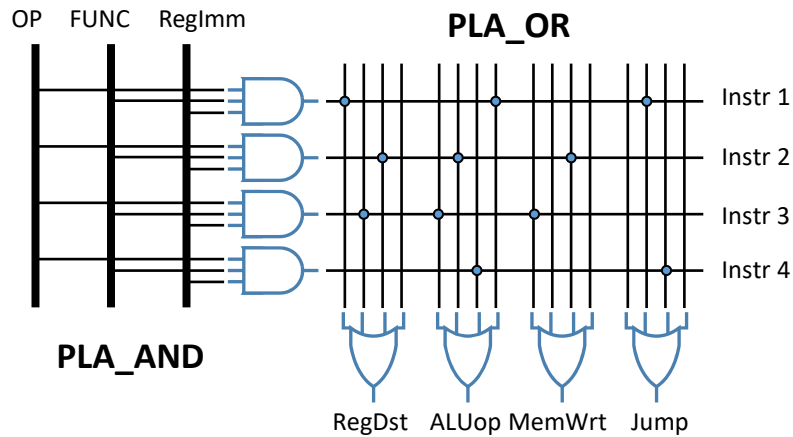 OP FUNC RegImm
PLA_OR
Instr 1
Instr 2
Instr 3
Instr 4
PLA_AND
RegDst ALUop MemWrt Jump